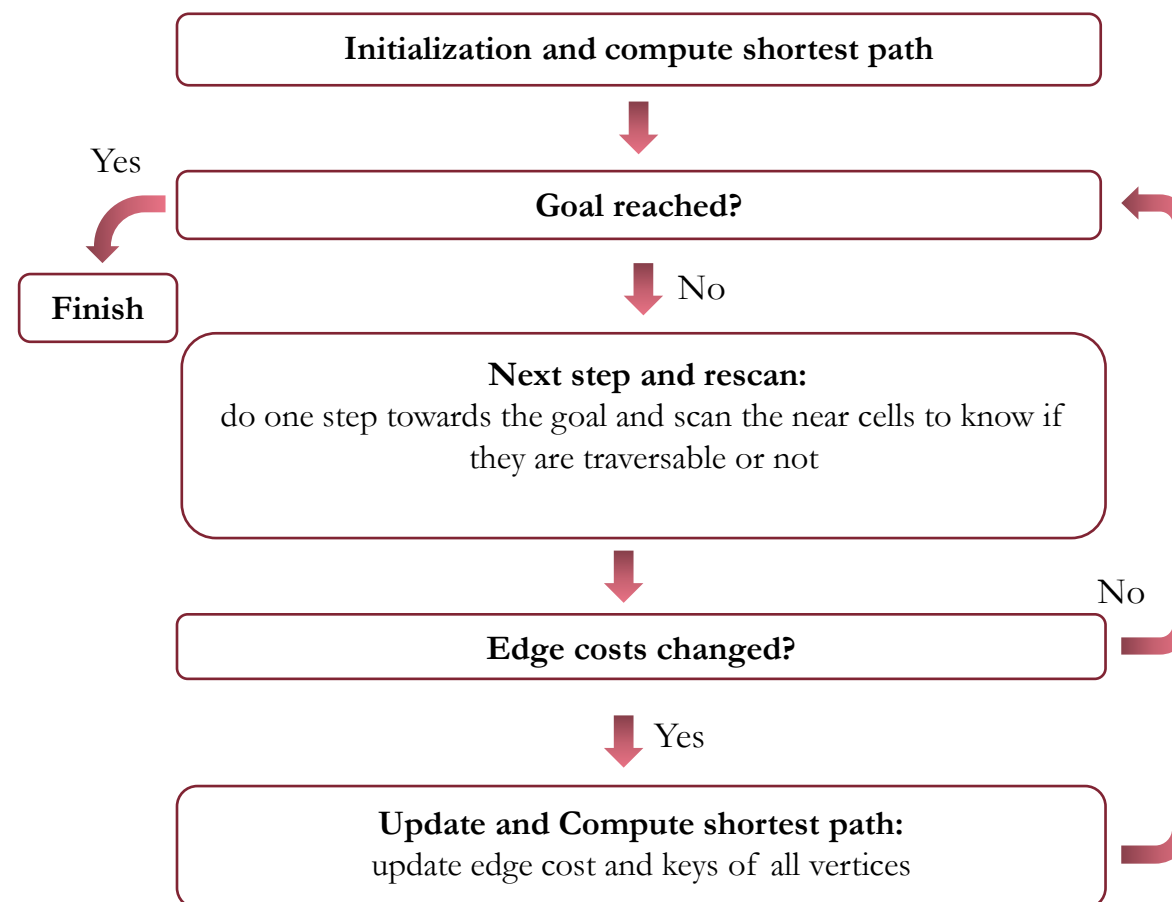 Initialization and compute shortest path
Yes
Goal reached?
Finish
No
Next step and rescan:
do one step towards the goal and scan the near cells to know if
they are traversable or not
No
Edge costs changed?
Yes
Update and Compute shortest path:
update edge cost and keys of all vertices